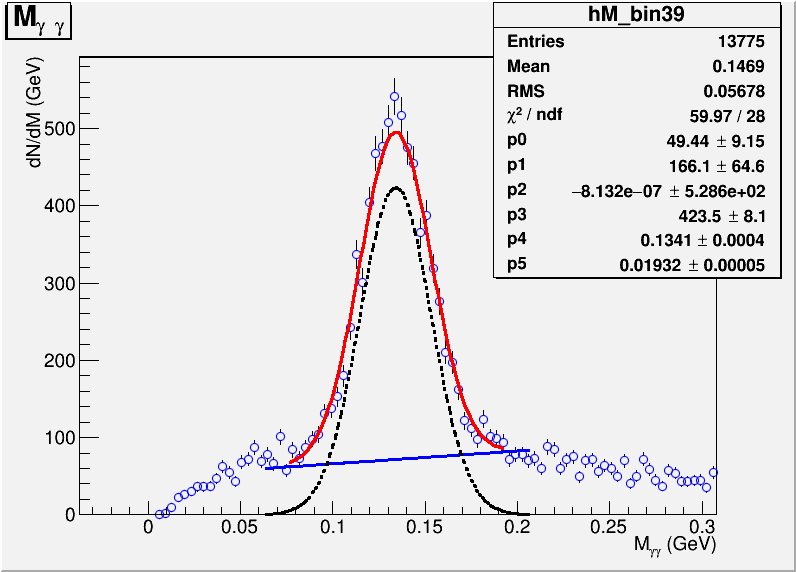 Mγ γ
hM_bin39
Entries 13775
Mean 0.1469
RMS 0.05678
χ² / ndf 59.97 / 28
p0 49.44 ± 9.15
p1 166.1 ± 64.6
p2 −8.132e−07 ± 5.286e+02
p3 423.5 ± 8.1
p4 0.1341 ± 0.0004
p5 0.01932 ± 0.00005
dN/dM (GeV)
500
400
300
200
100
0
0 0.05 0.1 0.15 0.2 0.25 0.3
Mγγ (GeV)